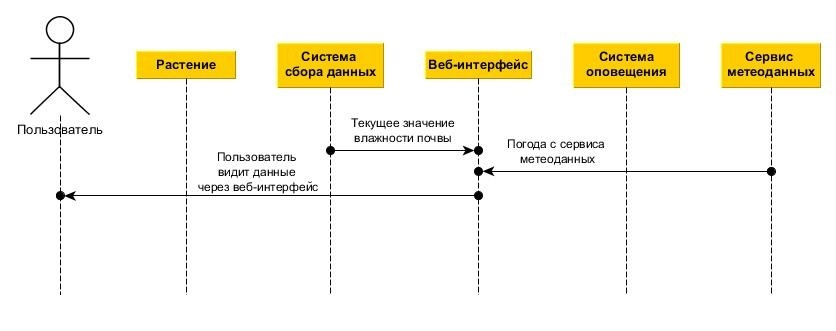 Пользователь
Растение
Система
сбора данных
Веб-интерфейс
Система
оповещения
Сервис
метеоданных
Текущее значение
влажности почвы
Погода с сервиса
метеоданных
Пользователь
видит данные
через веб-интерфейс